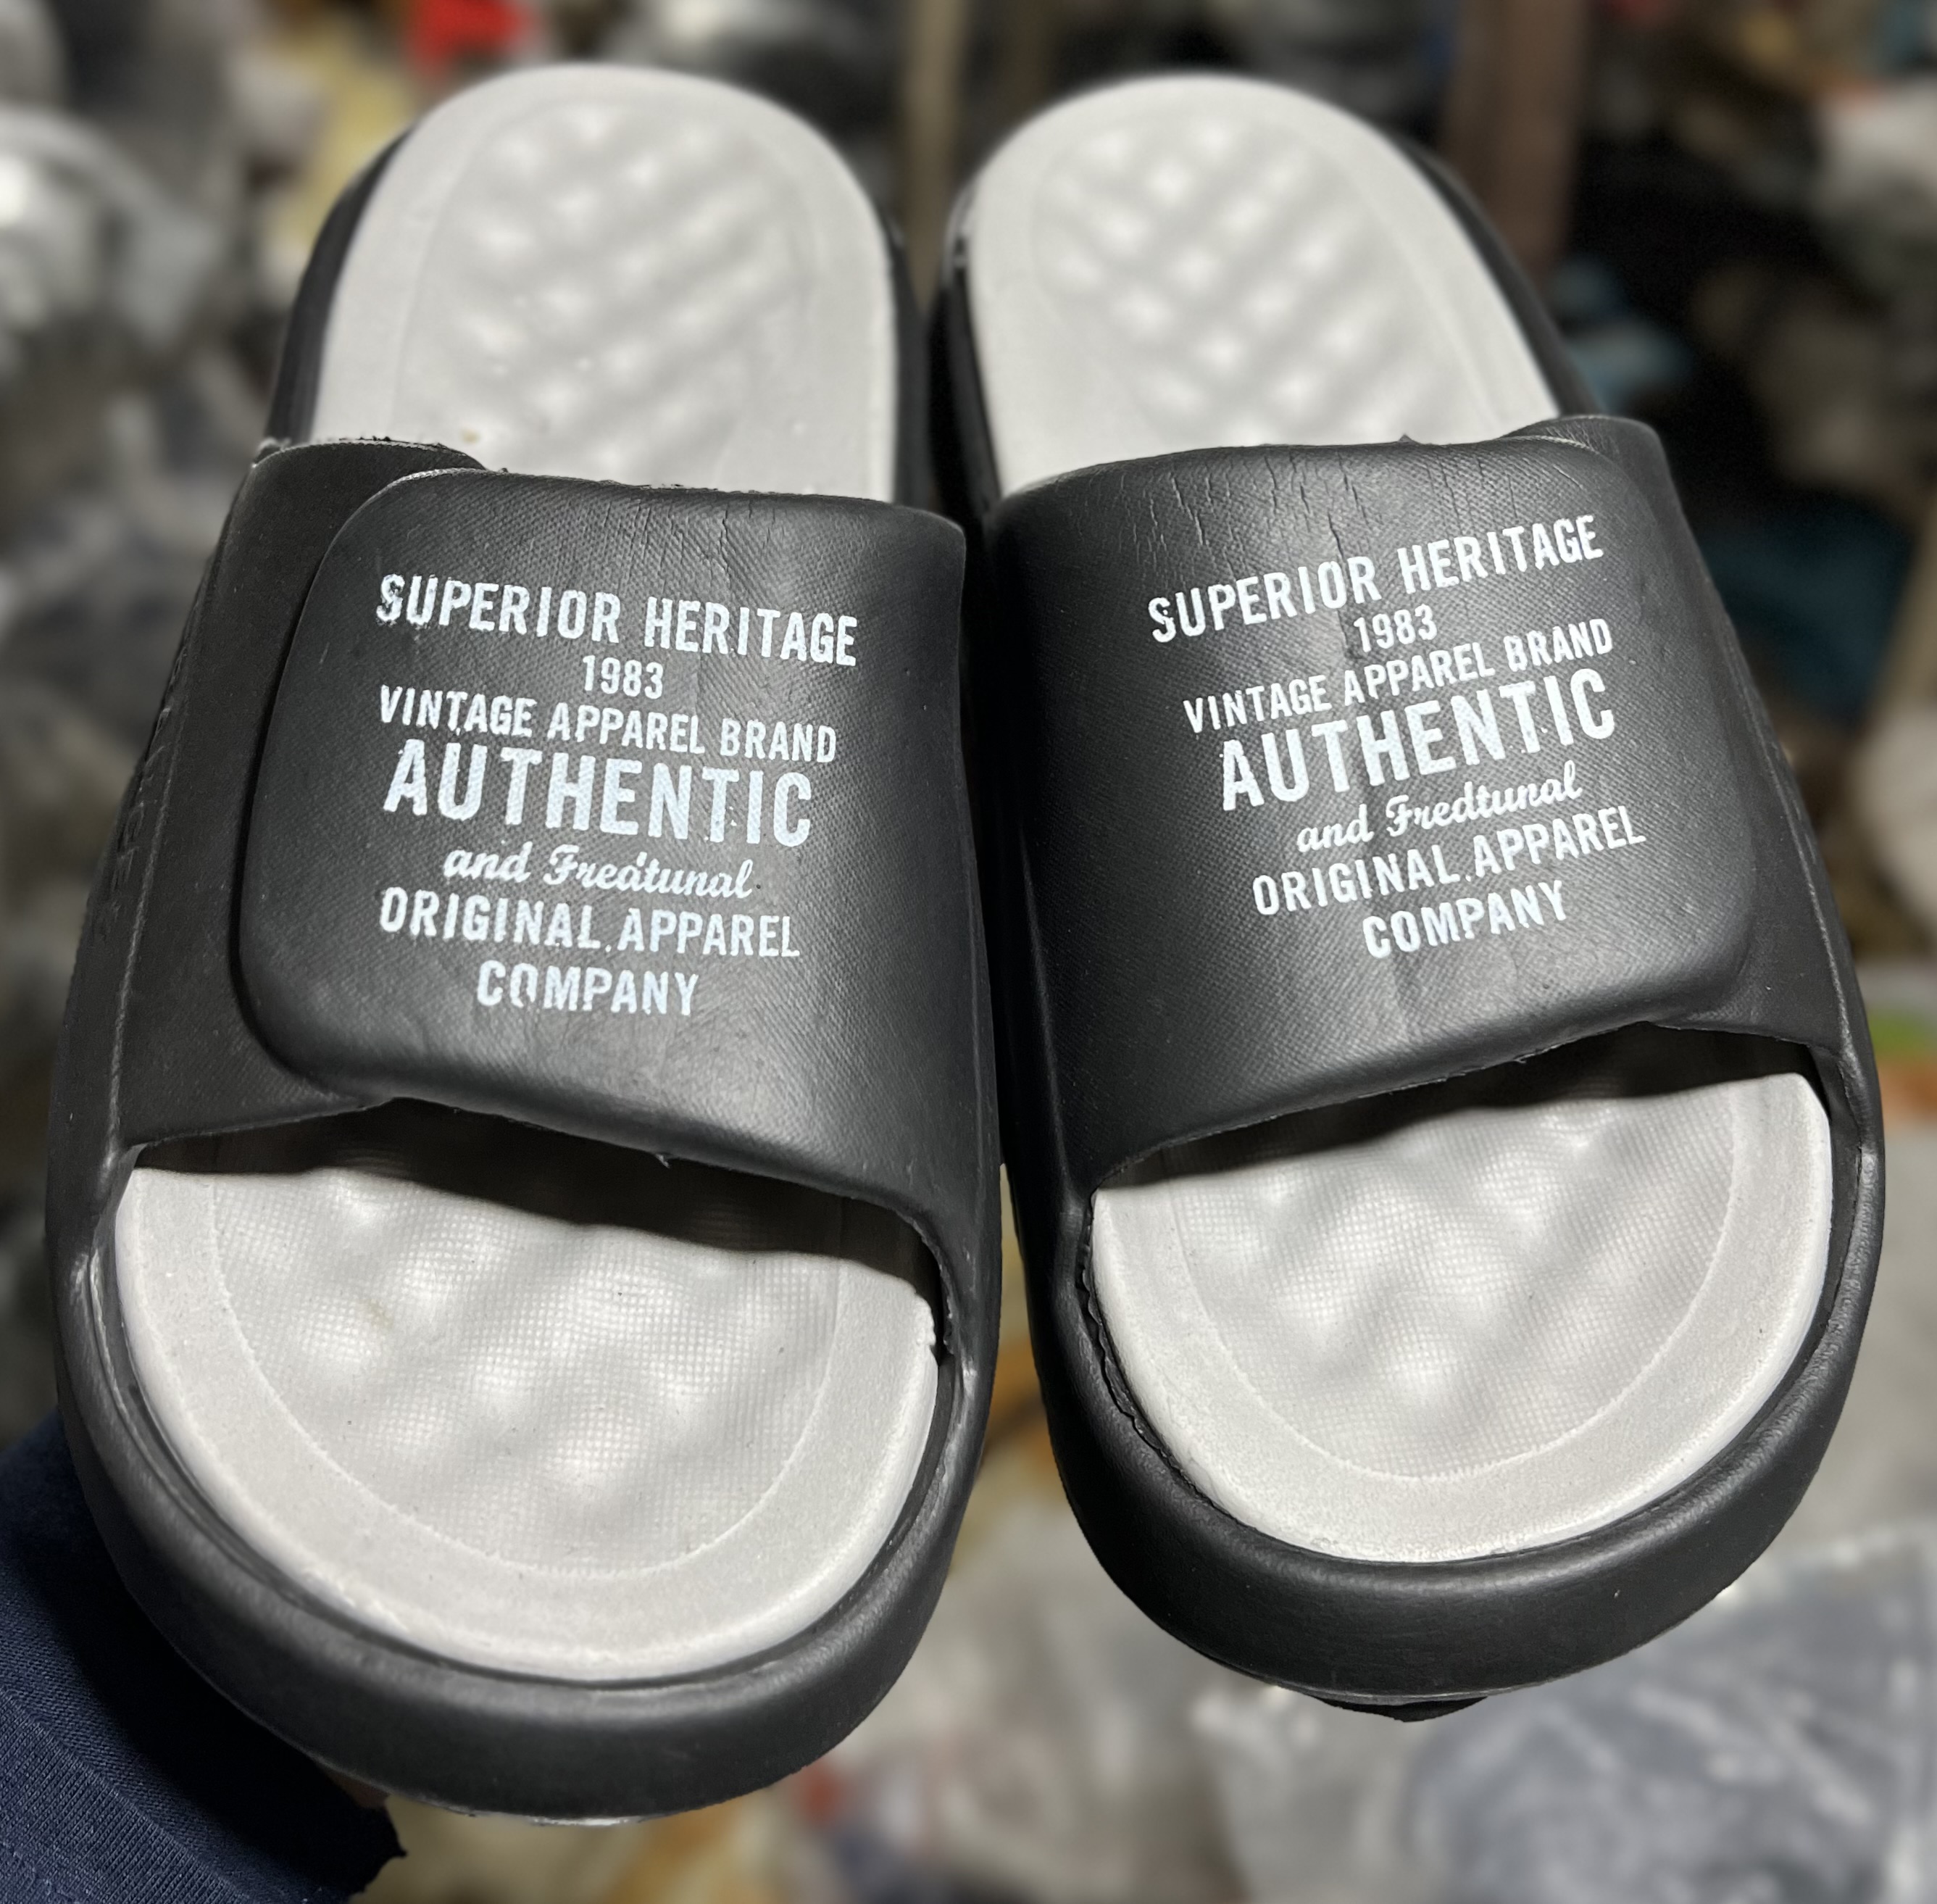 SUPERIOR HERITAGE
1983
VINTAGE APPAREL BRAND
AUTHENTIC
and Fredtunal
ORIGINAL.APPAREL
COMPANY
SUPERIOR HERITAGE
1983
VINTAGE APPAREL BRAND
AUTHENTIC
and Fredtunal
ORIGINAL.APPAREL
COMPANY